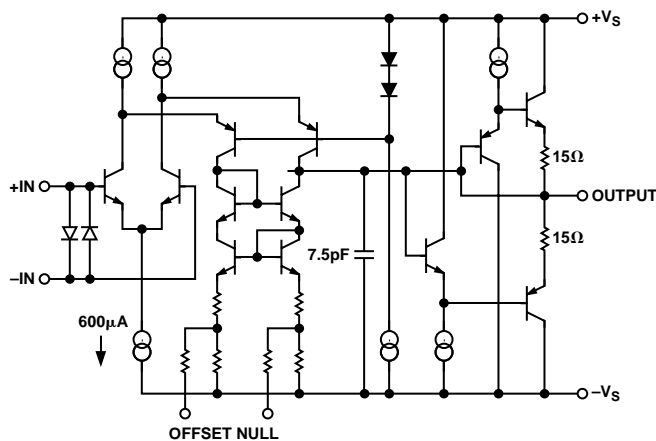 +VS
15Ω
+IN
OUTPUT
15Ω
7.5pF
–IN
600µA
–VS
OFFSET NULL